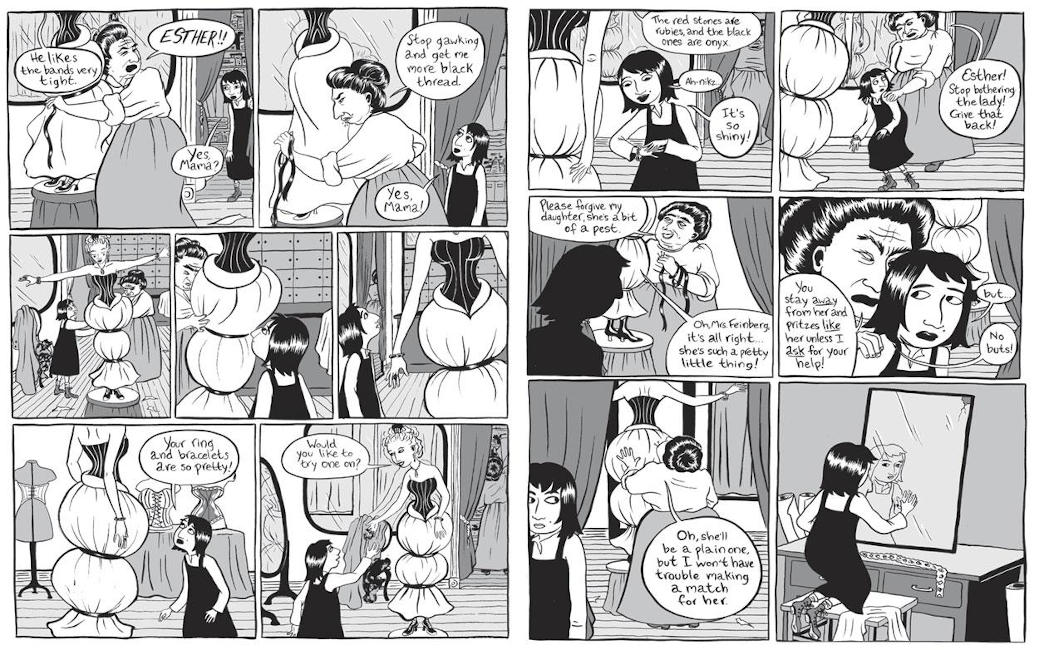 He likes
the bands very
tight.
ESTHER!!
Yes,
Mama?
Stop gawking
and get me
more black
thread.
Yes,
Mama!
Your ring
and bracelets
are so pretty!
Would
you like to
try one on?
The red stones are
rubies, and the black
ones are onyx.
Ah-nikz
It's
so
shiny!
Esther!
Stop bothering
the lady!
Give that
back!
Please forgive my
daughter, she's a bit
of a pest.
Oh, Mrs. Feinberg,
it's all right...
she's such a pretty
little thing!
You
stay away
from her and
pritzes like
her unless I
ask for your
help!
but...
No
buts!
Oh, she'll
be a plain one,
but I won't have
trouble making
a match
for her.